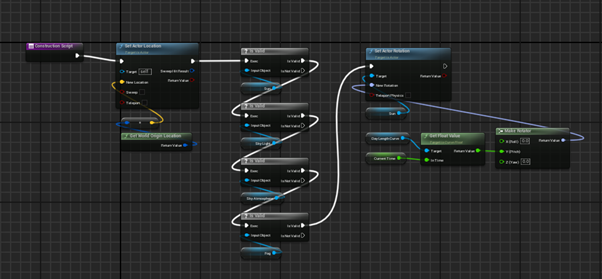 Construction Script
Set Actor Location
Target self
Swept Hit Result
New Location
Return Value
Sweep
Teleport
Get World Origin Location
Return Value
Is Valid
Exec
Is Valid
Input Object
Is Not Valid
Sun
Is Valid
Exec
Is Valid
Input Object
Is Not Valid
Sky Light
Is Valid
Exec
Is Valid
Input Object
Is Not Valid
Sky Atmosphere
Is Valid
Exec
Is Valid
Input Object
Is Not Valid
Fog
Set Actor Rotation
Target
Return Value
New Rotation
Teleport Physics
Sun
Day Length Curve
Current Time
Get Float Value
Target
Return Value
In Time
Make Rotator
X (Roll) 0.0
Return Value
Y (Pitch)
Z (Yaw) 0.0